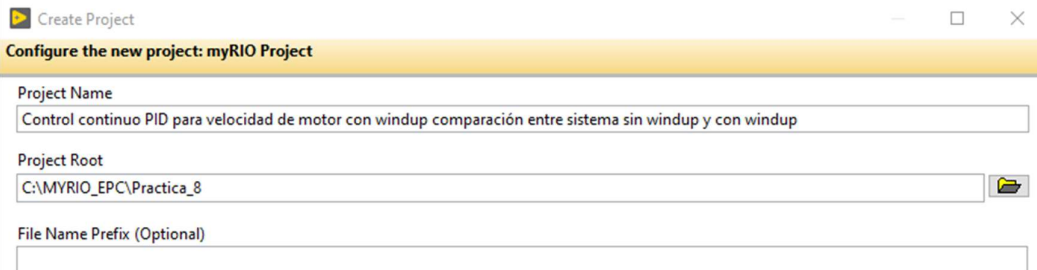 Create Project
Configure the new project: myRIO Project
Project Name
Control continuo PID para velocidad de motor con windup comparación entre sistema sin windup y con windup
Project Root
C:\MYRIO_EPC\Practica_8
File Name Prefix (Optional)